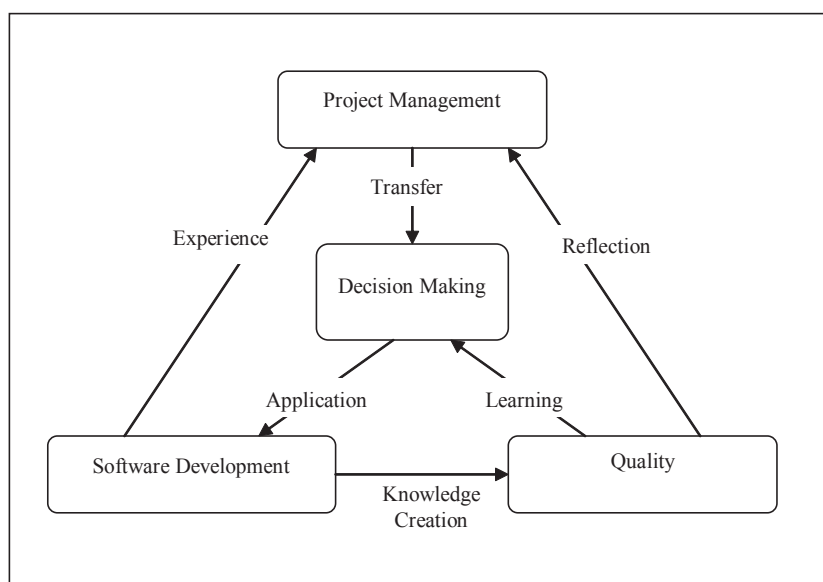 Project Management
Transfer
Experience
Reflection
Decision Making
Application
Learning
Software Development
Quality
Knowledge
Creation